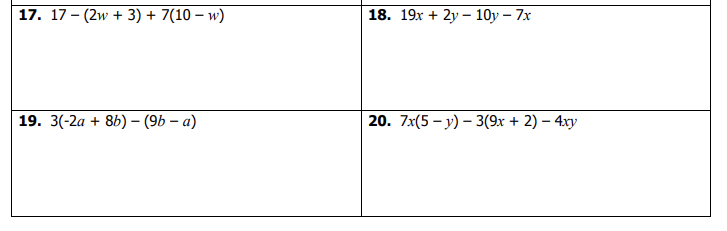 17. 17 – (2w + 3) + 7(10 – w)
18. 19x + 2y – 10y – 7x
19. 3(-2a + 8b) – (9b – a)
20. 7x(5 – y) – 3(9x + 2) – 4xy